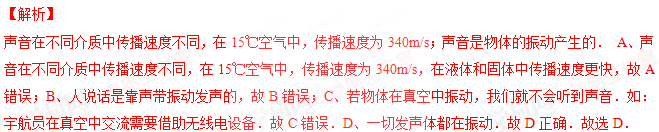 【解析】
声音在不同介质中传播速度不同，在 15℃空气中，传播速度为 340m/s；声音是物体的振动产生的． A、声
音在不同介质中传播速度不同，在 15℃空气中，传播速度为 340m/s，在液体和固体中传播速度更快，故 A
错误；B、人说话是靠声带振动发声的，故 B 错误；C、若物体在真空中振动，我们就不会听到声音．如：
宇航员在真空中交流需要借助无线电设备．故 C 错误．D、一切发声体都在振动．故 D 正确．故选 D．